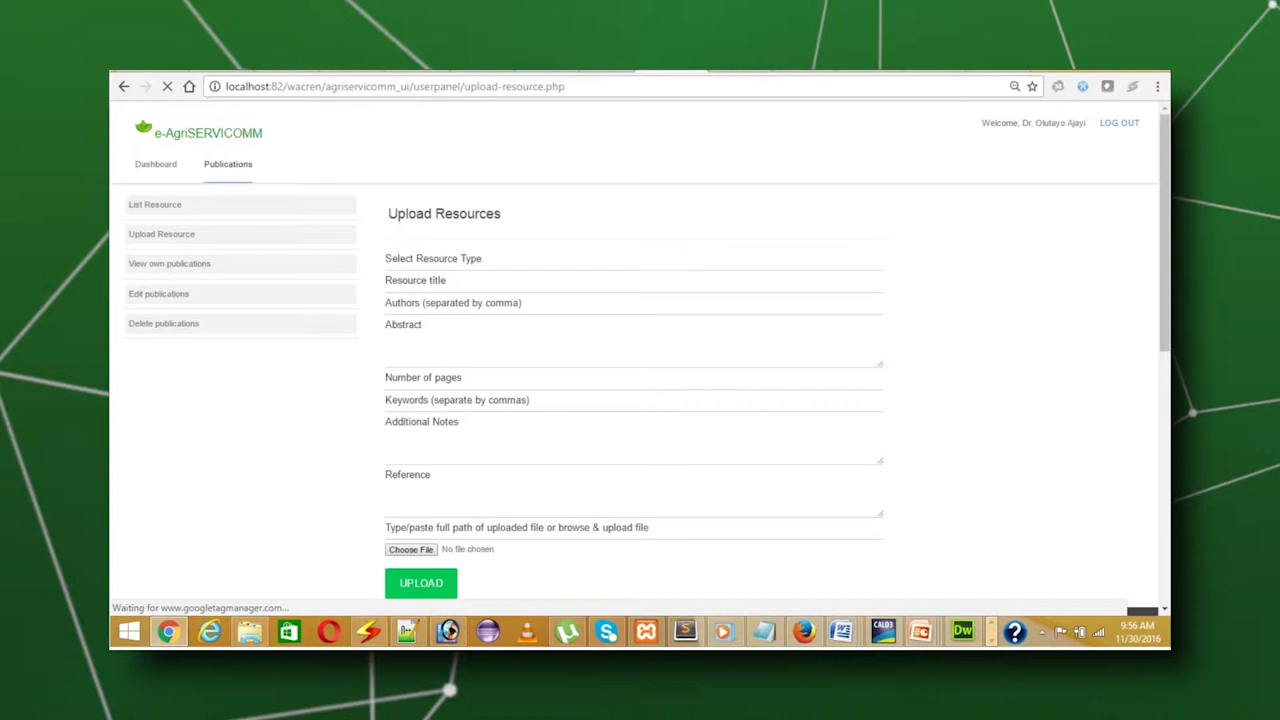 localhost:82/wacren/agriservicomm_ui/userpanel/upload-resource.php
e-AgriSERVICOMM
Welcome, Dr. Olutayo Ajayi LOG OUT
Dashboard Publications
List Resource
Upload Resource
View own publications
Edit publications
Delete publications
Upload Resources
Select Resource Type
Resource title
Authors (separated by comma)
Abstract
Number of pages
Keywords (separate by commas)
Additional Notes
Reference
Type/paste full path of uploaded file or browse & upload file
Choose File No file chosen
UPLOAD
Waiting for www.googletagmanager.com...
CALD3
Dw
9:56 AM
11/30/2016